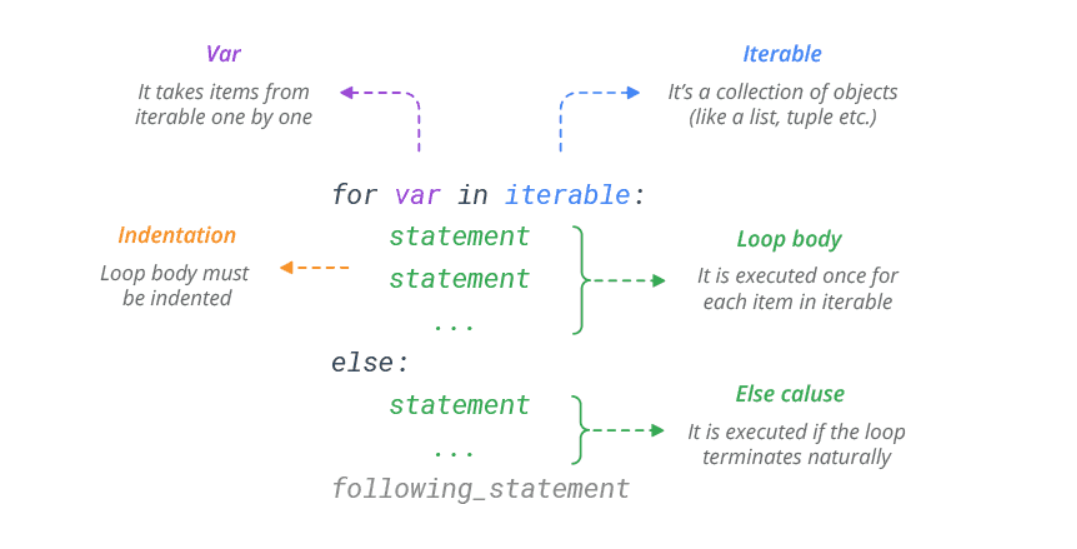 Var
It takes items from
iterable one by one
Iterable
It's a collection of objects
(like a list, tuple etc.)
for var in iterable:
statement
statement
...
Indentation
Loop body must
be indented
Loop body
It is executed once for
each item in iterable
else:
statement
...
Else caluse
It is executed if the loop
terminates naturally
following_statement